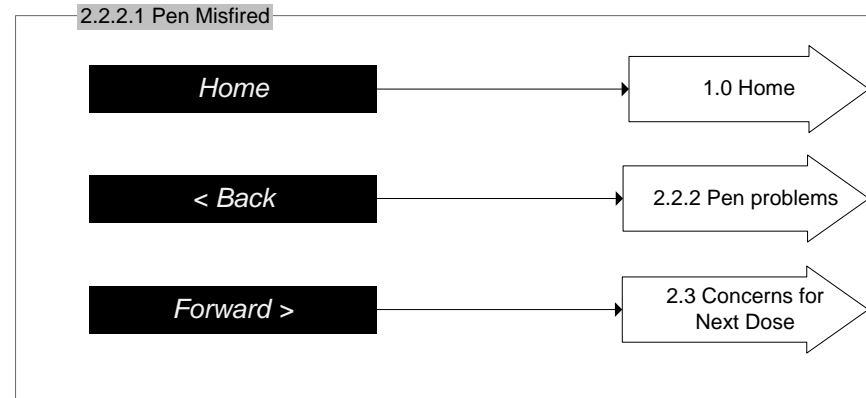 2.2.2.1 Pen Misfired
Home
1.0 Home
< Back
2.2.2 Pen problems
Forward >
2.3 Concerns for
Next Dose